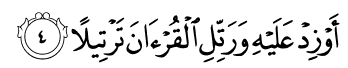 أَوْ زِدْ عَلَيْهِ وَرَتِّلِ ٱلْقُرْءَانَ تَرْتِيلًا ٤